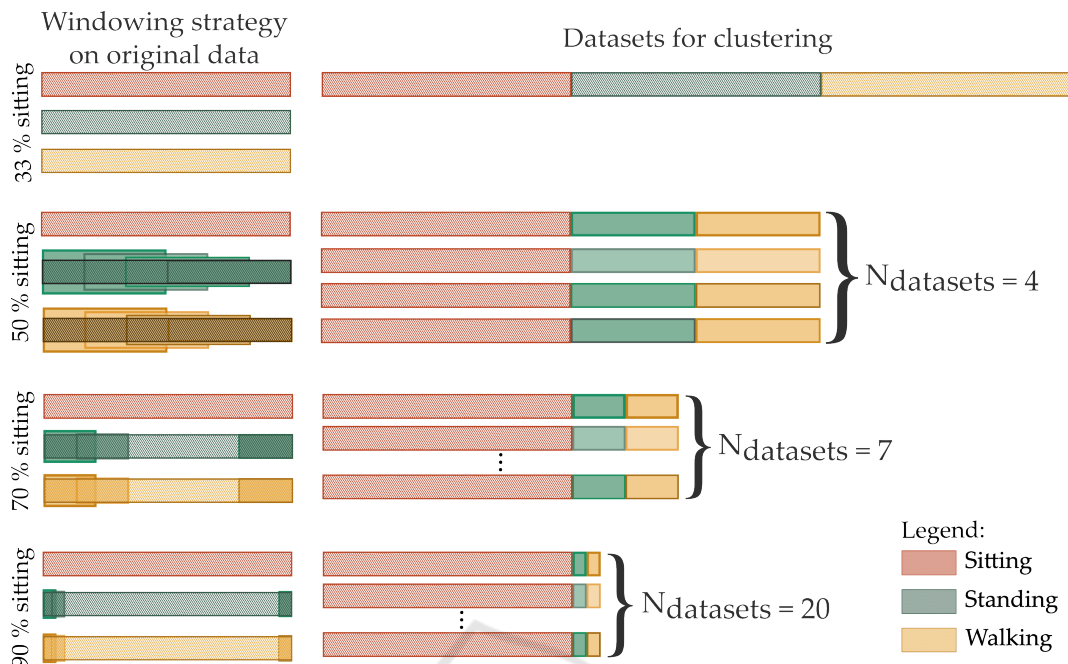 Windowing strategy
on original data
Datasets for clustering
33 % sitting
50 % sitting
Ndatasets = 4
70 % sitting
⋮
Ndatasets = 7
90 % sitting
⋮
Ndatasets = 20
Legend:
Sitting
Standing
Walking